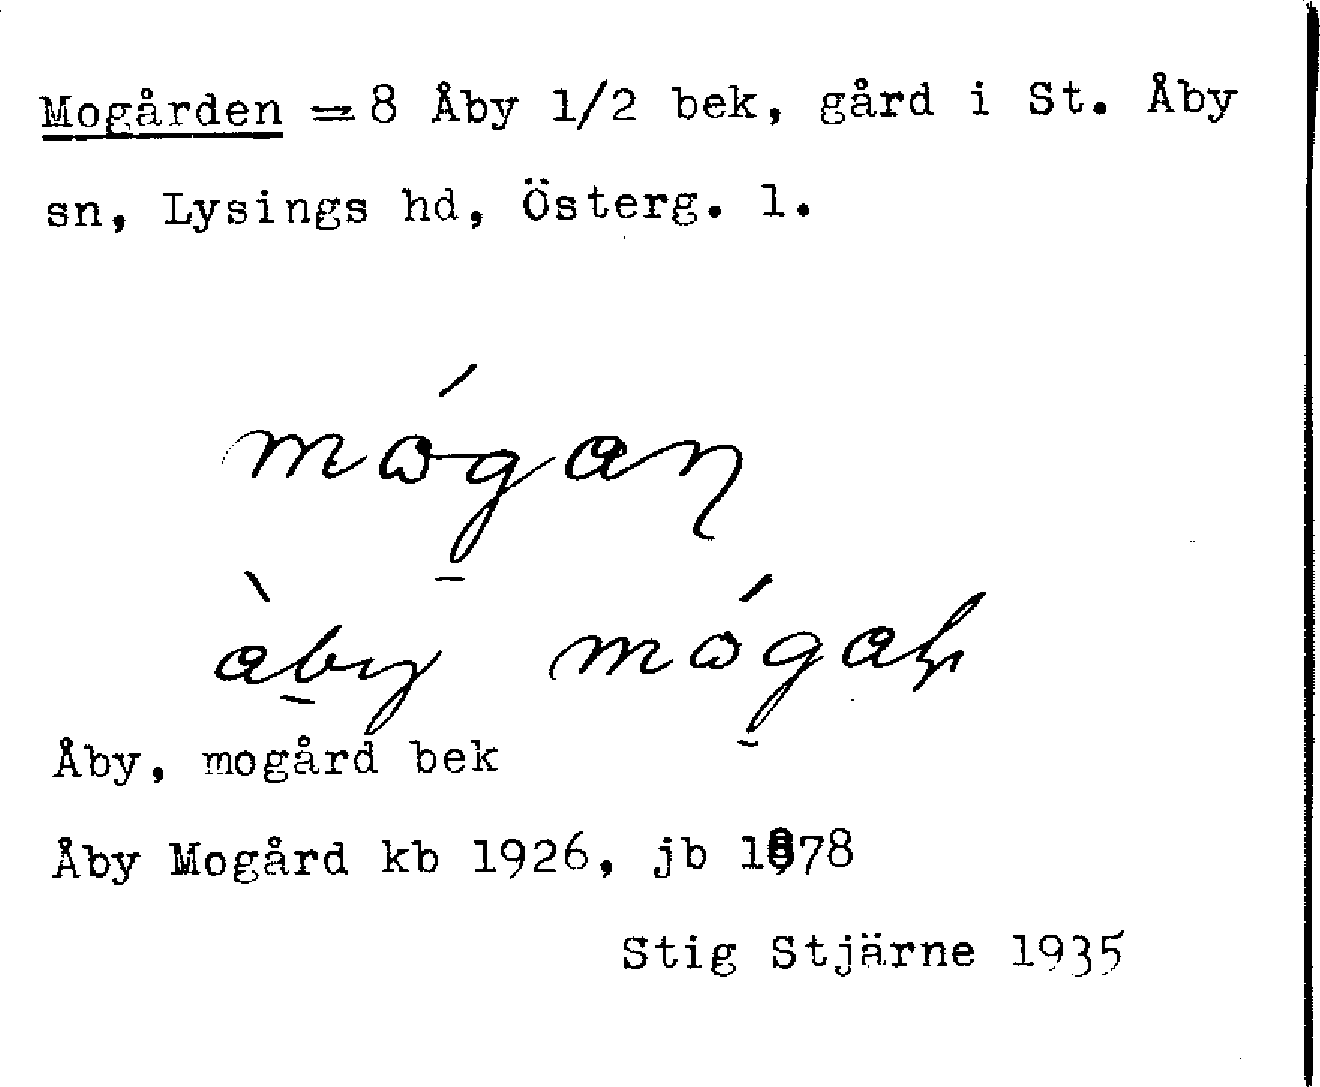 Mogården = 8 Åby 1/2 bek, gård i St. Åby
sn, Lysings hd, Österg. l.
mógan
àby mógaḷı
Åby, mogård bek
Åby Mogård kb 1926, jb 1878
Stig Stjärne 1935